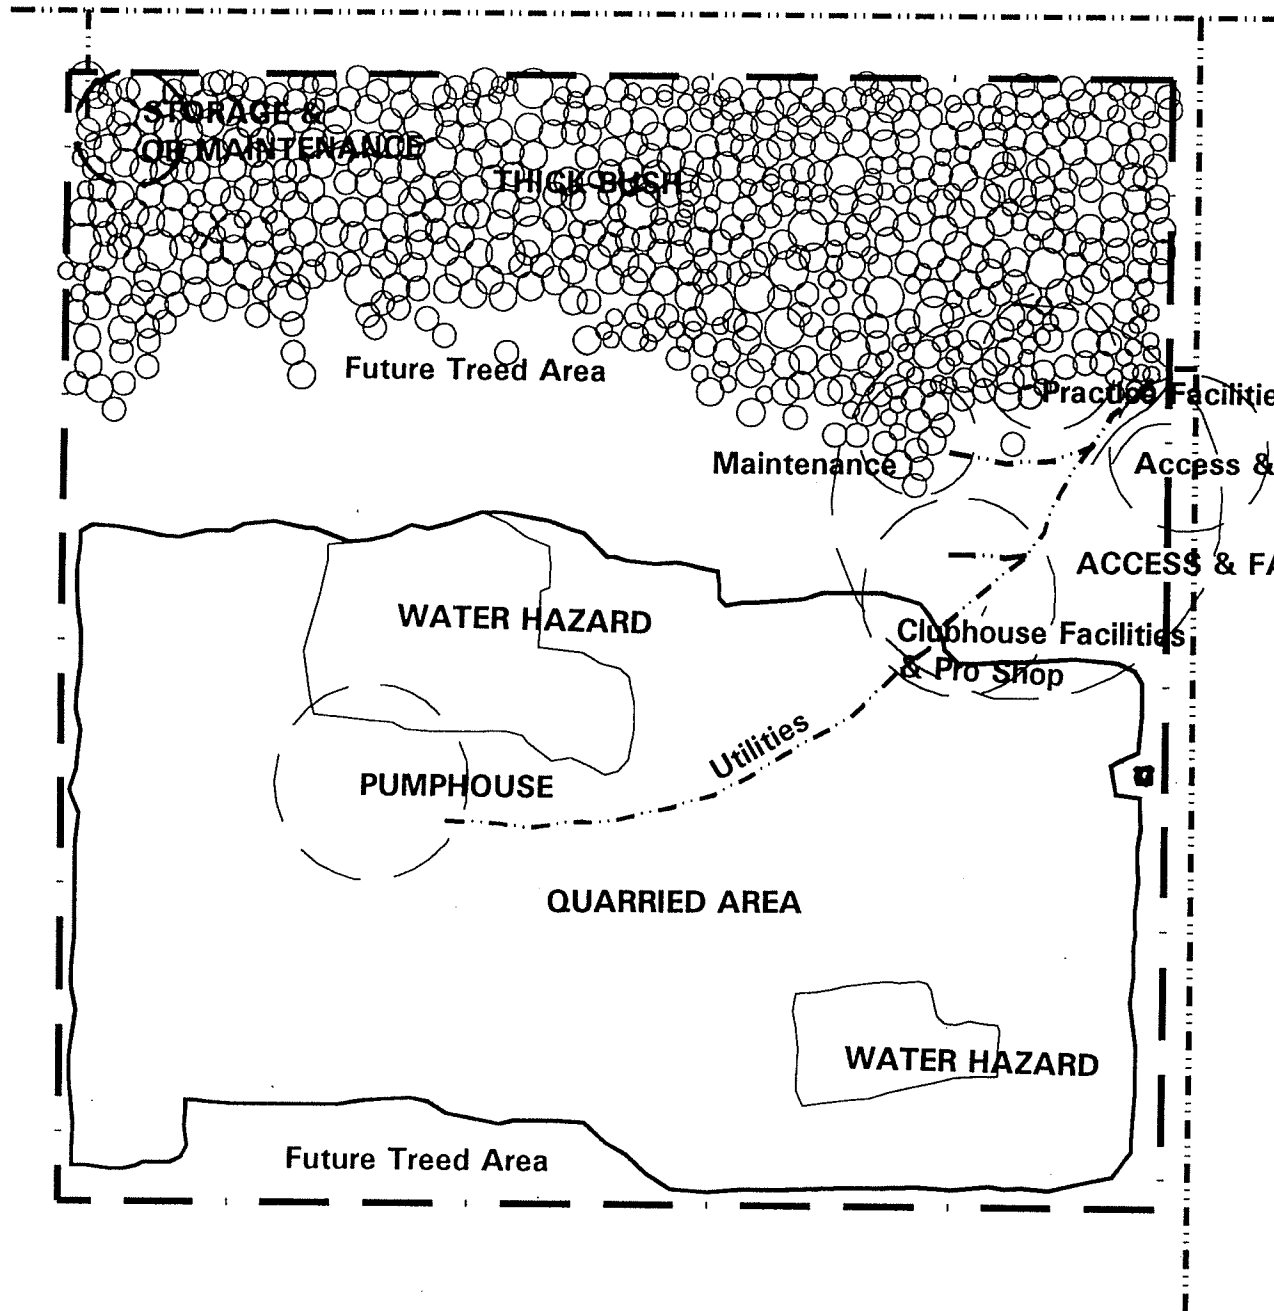 STORAGE &
OR MAINTENANCE
THICK BUSH
Future Treed Area
Practice Facilitie
Maintenance
Access &
ACCESS & FA
WATER HAZARD
Clubhouse Facilities
& Pro Shop
Utilities
PUMPHOUSE
QUARRIED AREA
WATER HAZARD
Future Treed Area